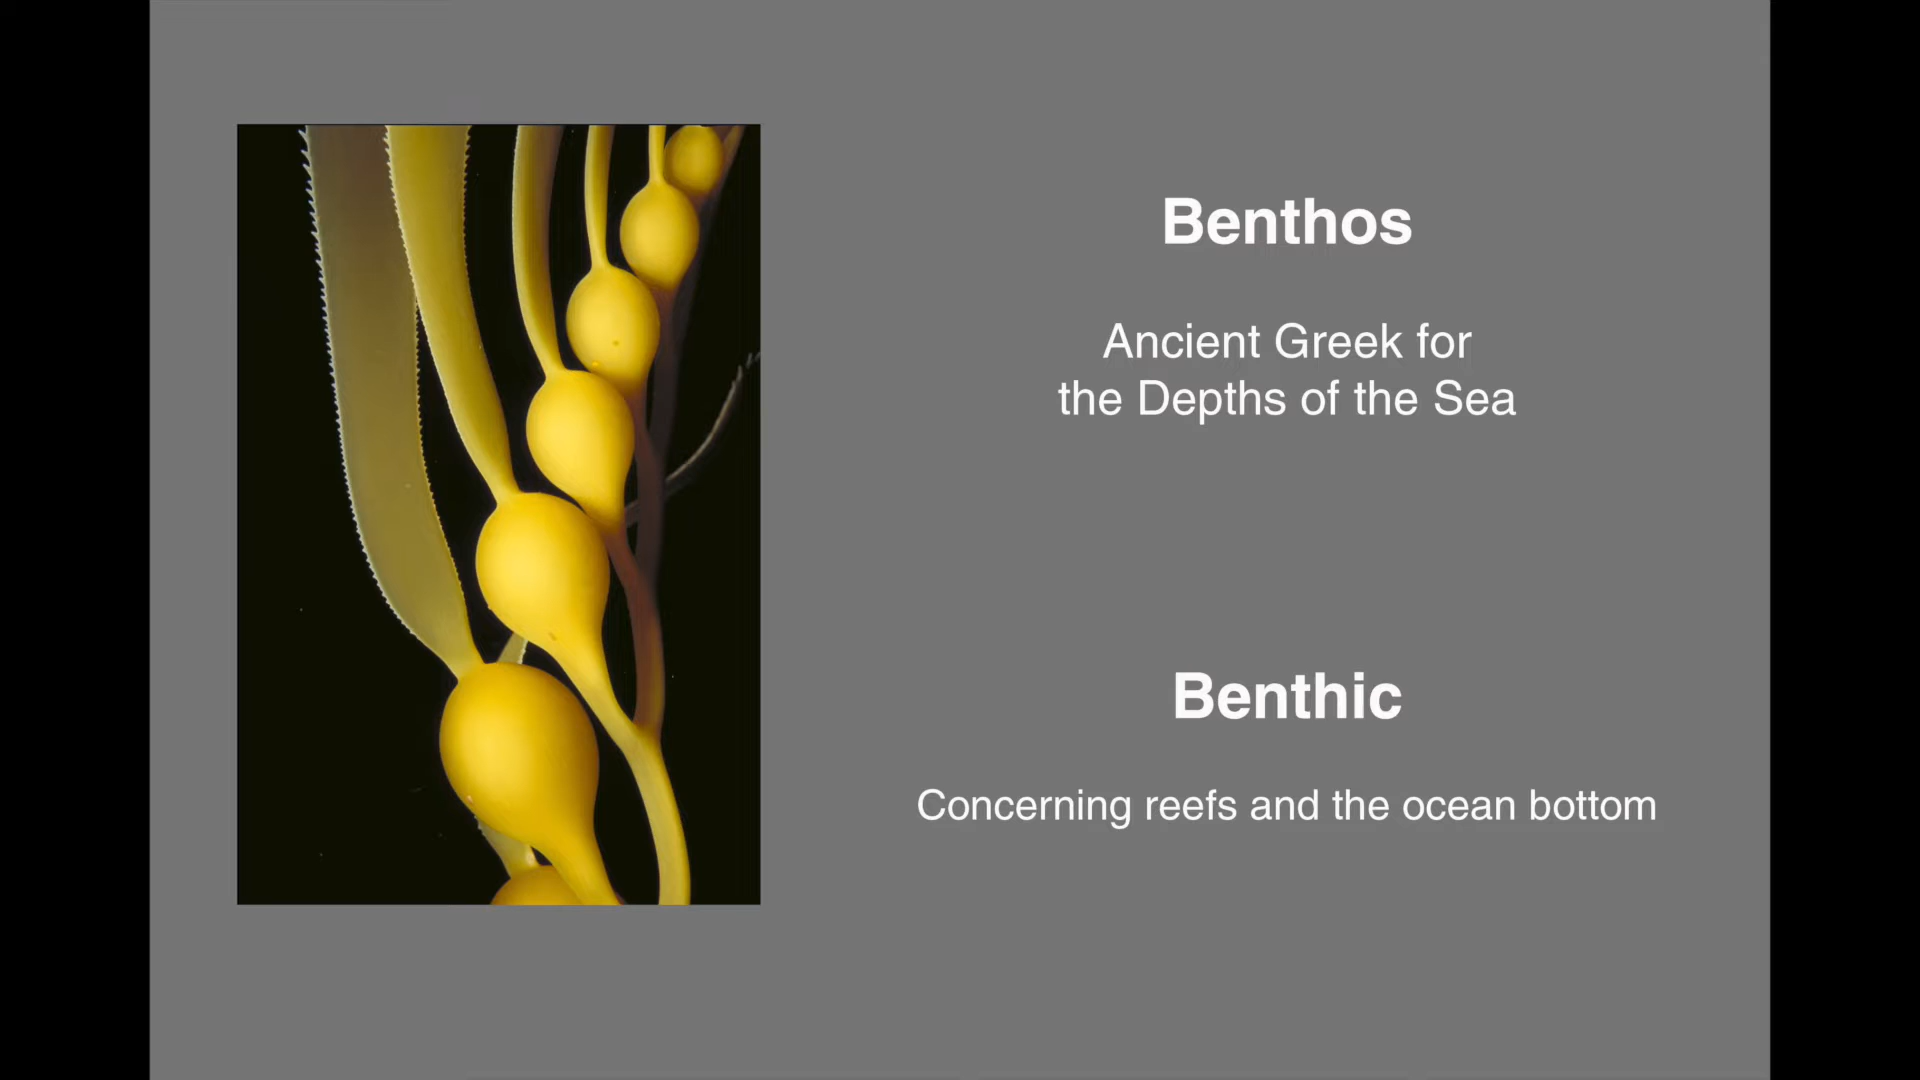 Benthos
Ancient Greek for
the Depths of the Sea
Benthic
Concerning reefs and the ocean bottom